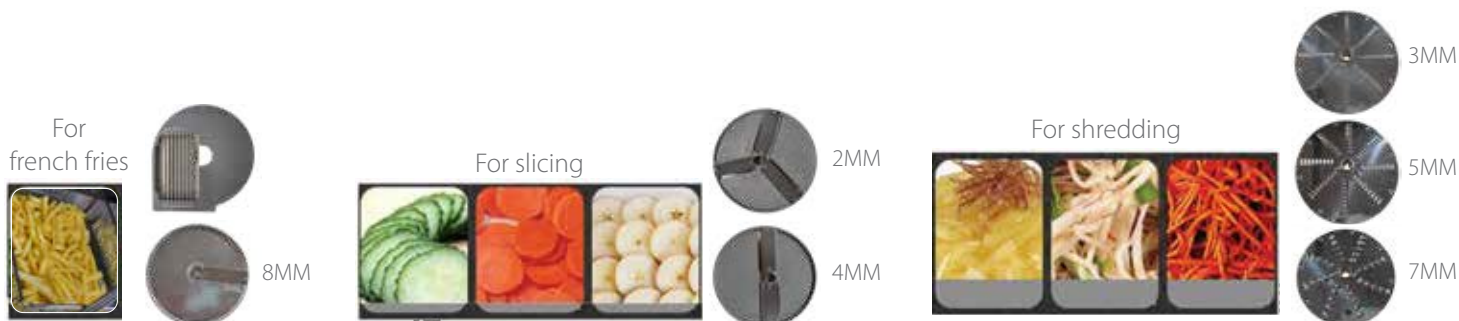 For
french fries
8MM
For slicing
2MM
4MM
For shredding
3MM
5MM
7MM